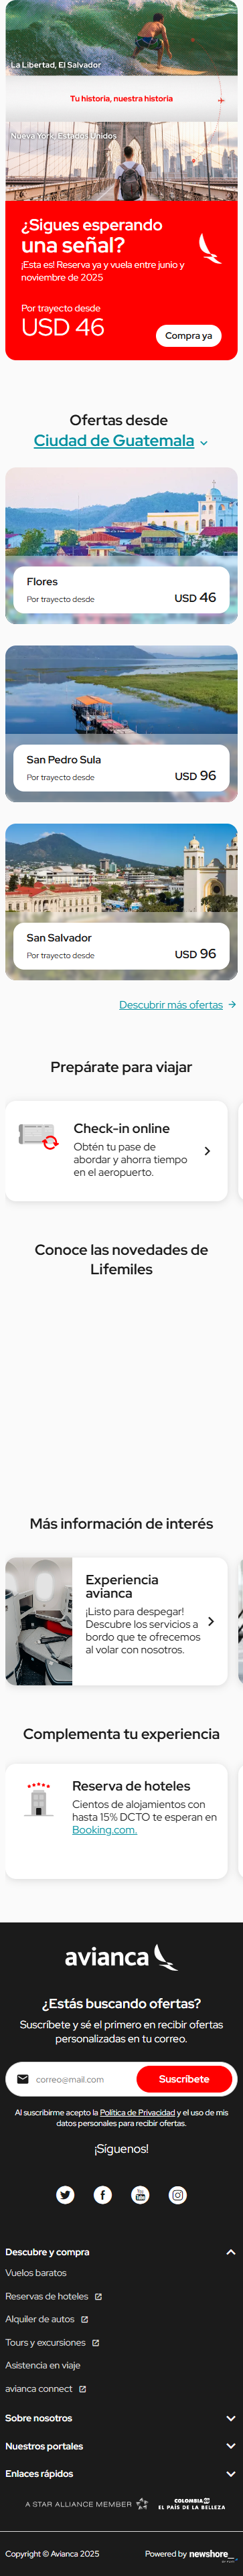 La Libertad, El Salvador
Tu historia, nuestra historia
Nueva York, Estados Unidos
¿Sigues esperando
una señal?
¡Esta es! Reserva ya y vuela entre junio y
noviembre de 2025
Por trayecto desde
USD 46
Compra ya
Ofertas desde
Ciudad de Guatemala
Flores
Por trayecto desde
USD 46
San Pedro Sula
Por trayecto desde
USD 96
San Salvador
Por trayecto desde
USD 96
Descubrir más ofertas
Prepárate para viajar
Check-in online
Obtén tu pase de
abordar y ahorra tiempo
en el aeropuerto.
Conoce las novedades de
Lifemiles
Más información de interés
Experiencia
avianca
¡Listo para despegar!
Descubre los servicios a
bordo que te ofrecemos
al volar con nosotros.
Complementa tu experiencia
Reserva de hoteles
Cientos de alojamientos con
hasta 15% DCTO te esperan en
Booking.com.
avianca
¿Estás buscando ofertas?
Suscríbete y sé el primero en recibir ofertas
personalizadas en tu correo.
correo@mail.com
Suscríbete
Al suscribirme acepto la Política de Privacidad y el uso de mis
datos personales para recibir ofertas.
¡Síguenos!
Descubre y compra
Vuelos baratos
Reservas de hoteles
Alquiler de autos
Tours y excursiones
Asistencia en viaje
avianca connect
Sobre nosotros
Nuestros portales
Enlaces rápidos
A STAR ALLIANCE MEMBER
COLOMBIA
EL PAÍS DE LA BELLEZA
Copyright © Avianca 2025
Powered by newshore_